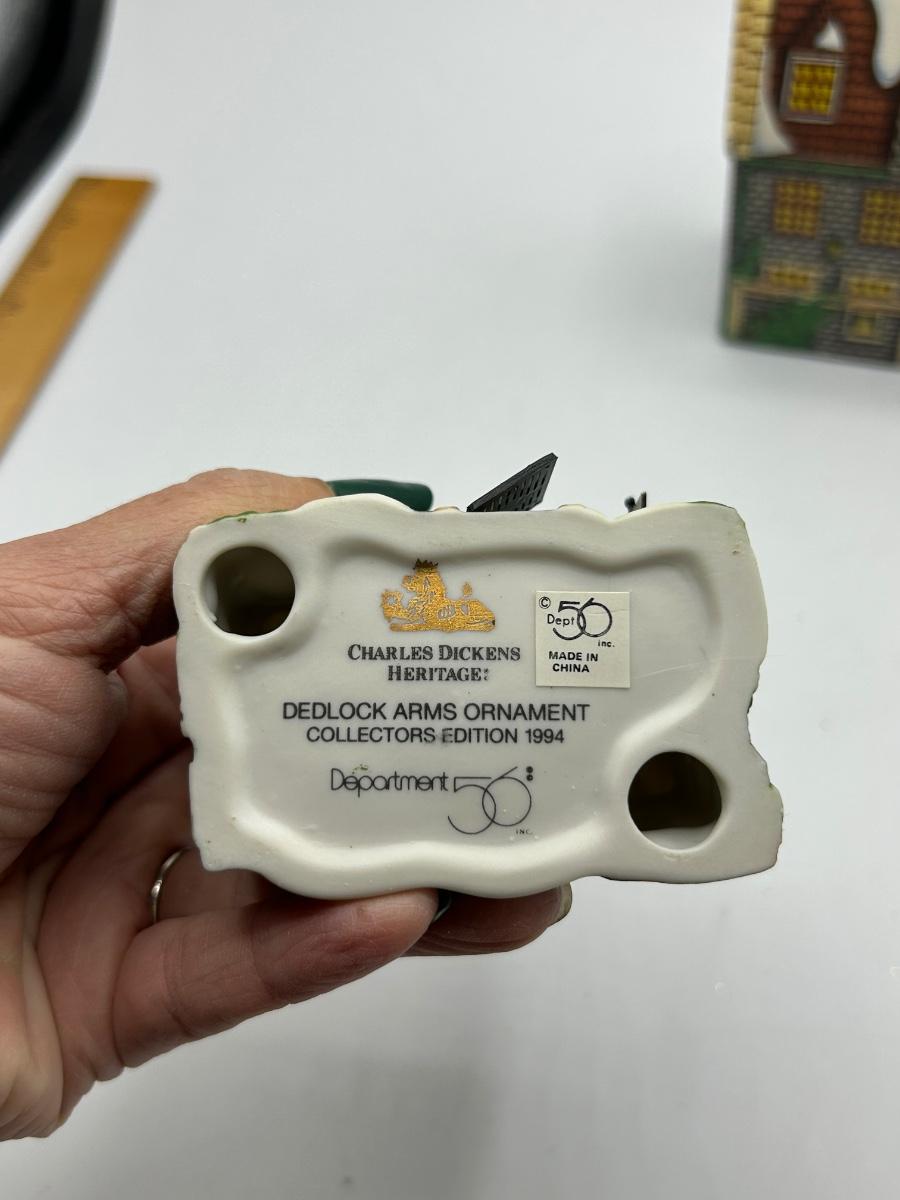 CHARLES DICKENS
HERITAGE
DEDLOCK ARMS ORNAMENT
COLLECTORS EDITION 1994
Department 56
INC.
© Dept 56
inc.
MADE IN
CHINA